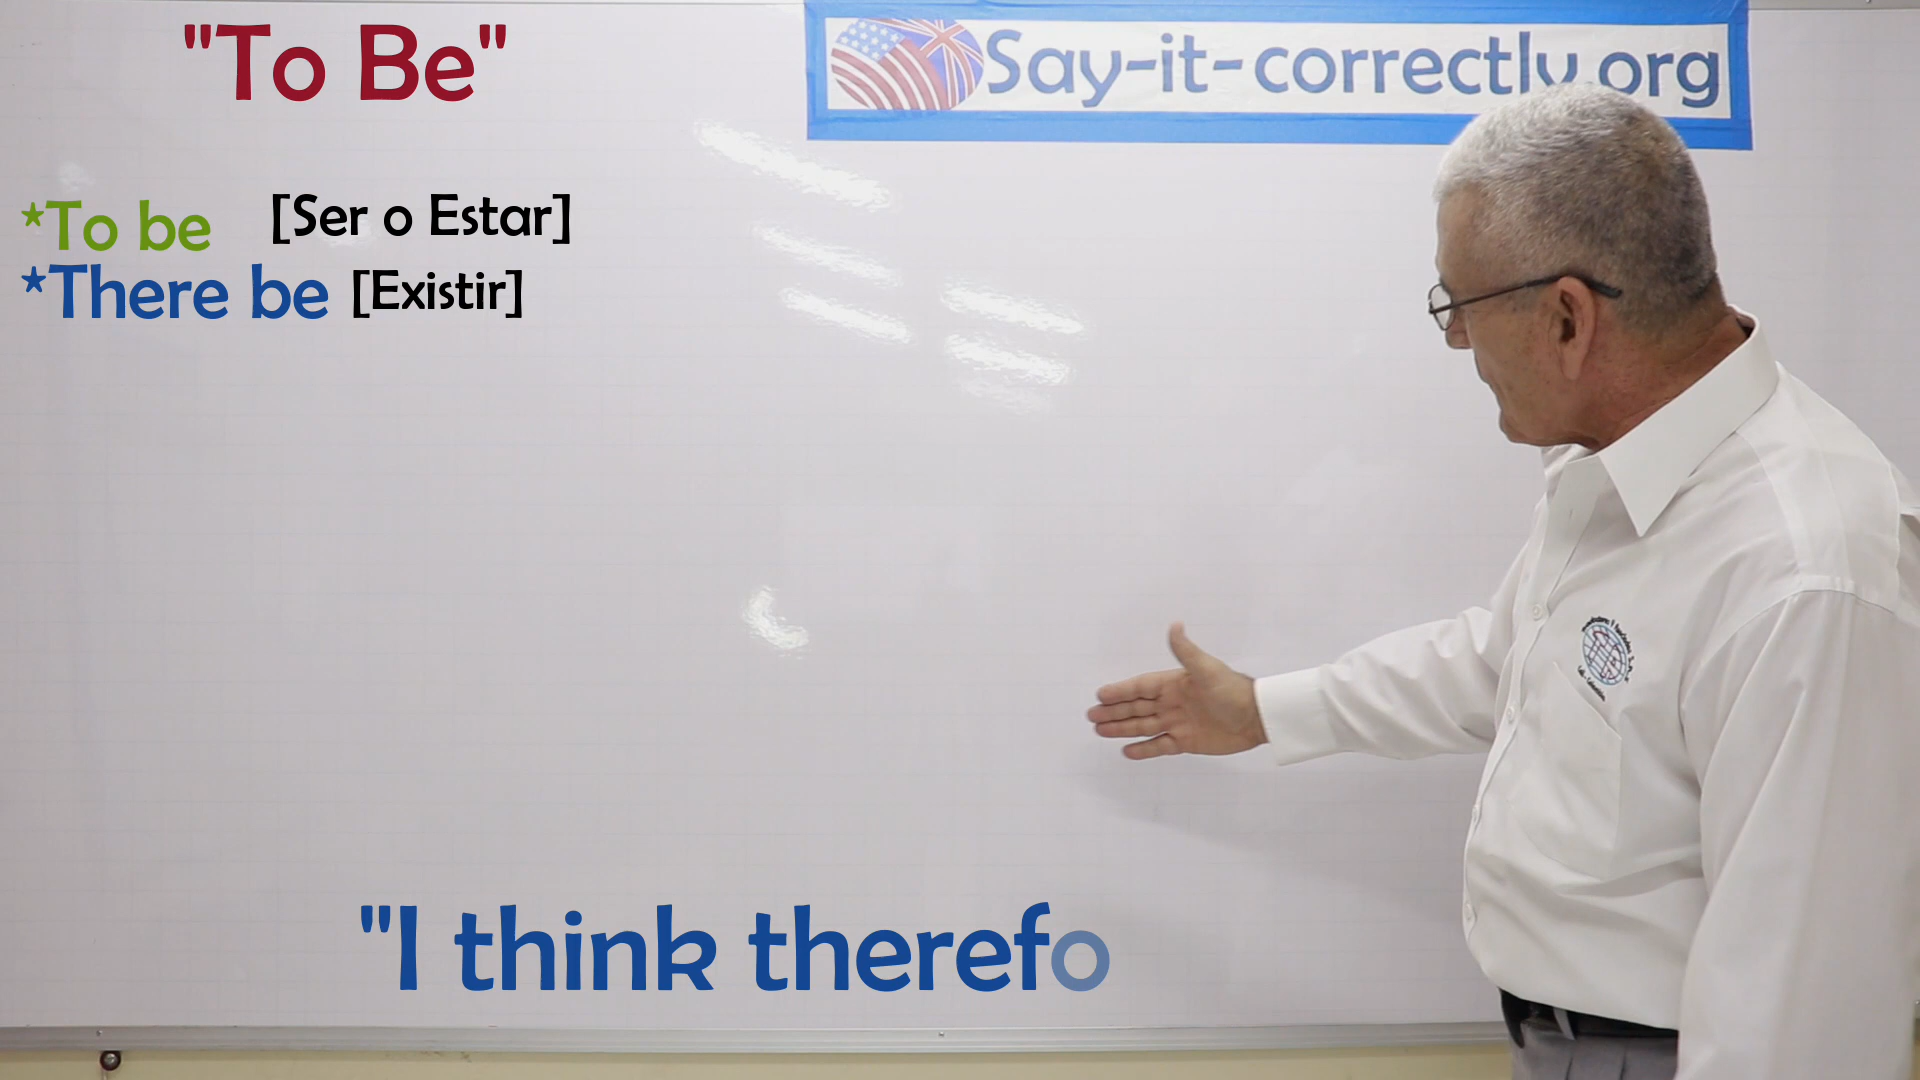 "To Be"
Say-it-correctly.org
*To be [Ser o Estar]
*There be [Existir]
"I think therefo